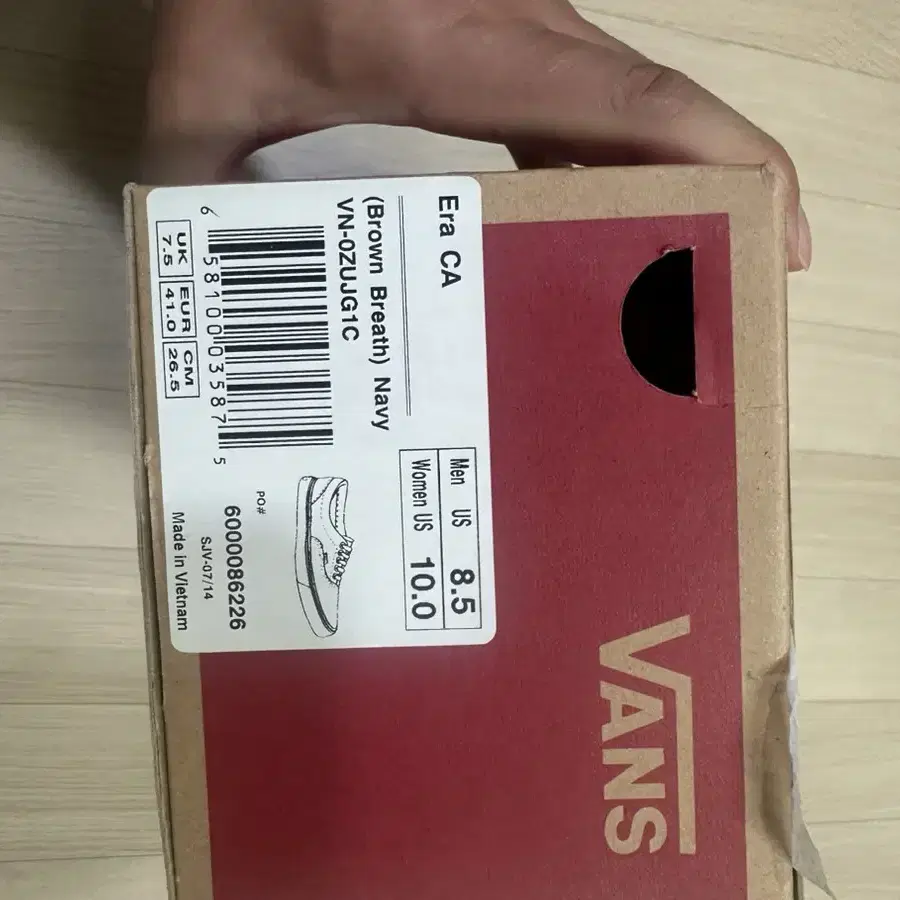 Era CA
(Brown Breath) Navy
VN-0ZUJG1C
Men US 8.5
Women US 10.0
6 58100 03587 5
UK EUR CM
7.5 41.0 26.5
PO#
6000086226
SJV-07/14
Made in Vietnam
VANS